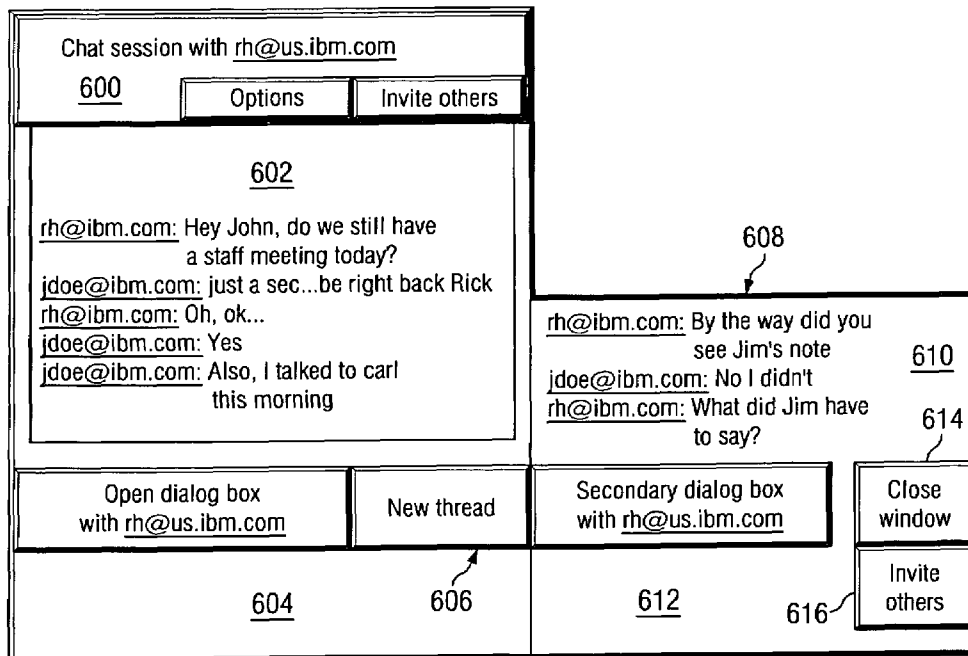 Chat session with rh@us.ibm.com
600
Options
Invite others
602
rh@ibm.com: Hey John, do we still have
a staff meeting today?
jdoe@ibm.com: just a sec...be right back Rick
rh@ibm.com: Oh, ok...
jdoe@ibm.com: Yes
jdoe@ibm.com: Also, I talked to carl
this morning
608
rh@ibm.com: By the way did you
see Jim's note
610
jdoe@ibm.com: No I didn't
rh@ibm.com: What did Jim have
to say?
614
Open dialog box
with rh@us.ibm.com
New thread
Secondary dialog box
with rh@us.ibm.com
Close
window
604
606
612
616
Invite
others